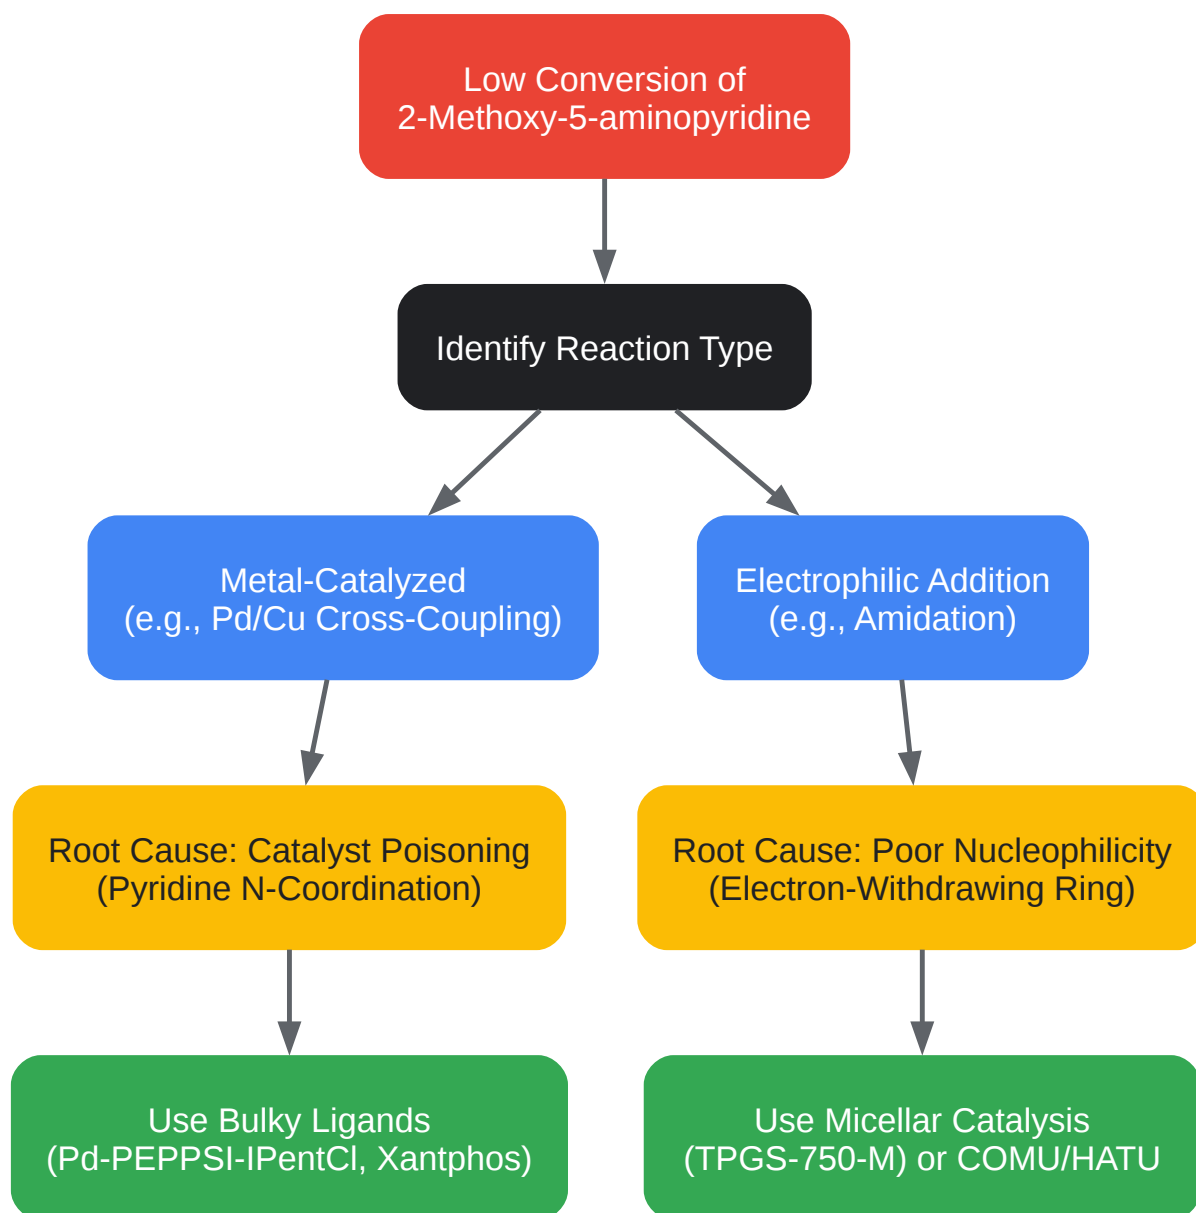 Low Conversion of
2-Methoxy-5-aminopyridine
Identify Reaction Type
Metal-Catalyzed
(e.g., Pd/Cu Cross-Coupling)
Electrophilic Addition
(e.g., Amidation)
Root Cause: Catalyst Poisoning
(Pyridine N-Coordination)
Root Cause: Poor Nucleophilicity
(Electron-Withdrawing Ring)
Use Bulky Ligands
(Pd-PEPPSI-IPentCl, Xantphos)
Use Micellar Catalysis
(TPGS-750-M) or COMU/HATU